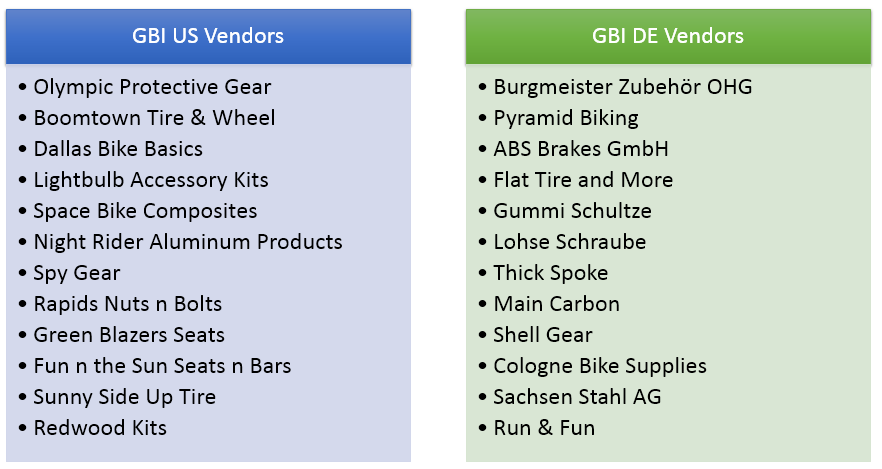 GBI US Vendors
• Olympic Protective Gear
• Boomtown Tire & Wheel
• Dallas Bike Basics
• Lightbulb Accessory Kits
• Space Bike Composites
• Night Rider Aluminum Products
• Spy Gear
• Rapids Nuts n Bolts
• Green Blazers Seats
• Fun n the Sun Seats n Bars
• Sunny Side Up Tire
• Redwood Kits
GBI DE Vendors
• Burgmeister Zubehör OHG
• Pyramid Biking
• ABS Brakes GmbH
• Flat Tire and More
• Gummi Schultze
• Lohse Schraube
• Thick Spoke
• Main Carbon
• Shell Gear
• Cologne Bike Supplies
• Sachsen Stahl AG
• Run & Fun